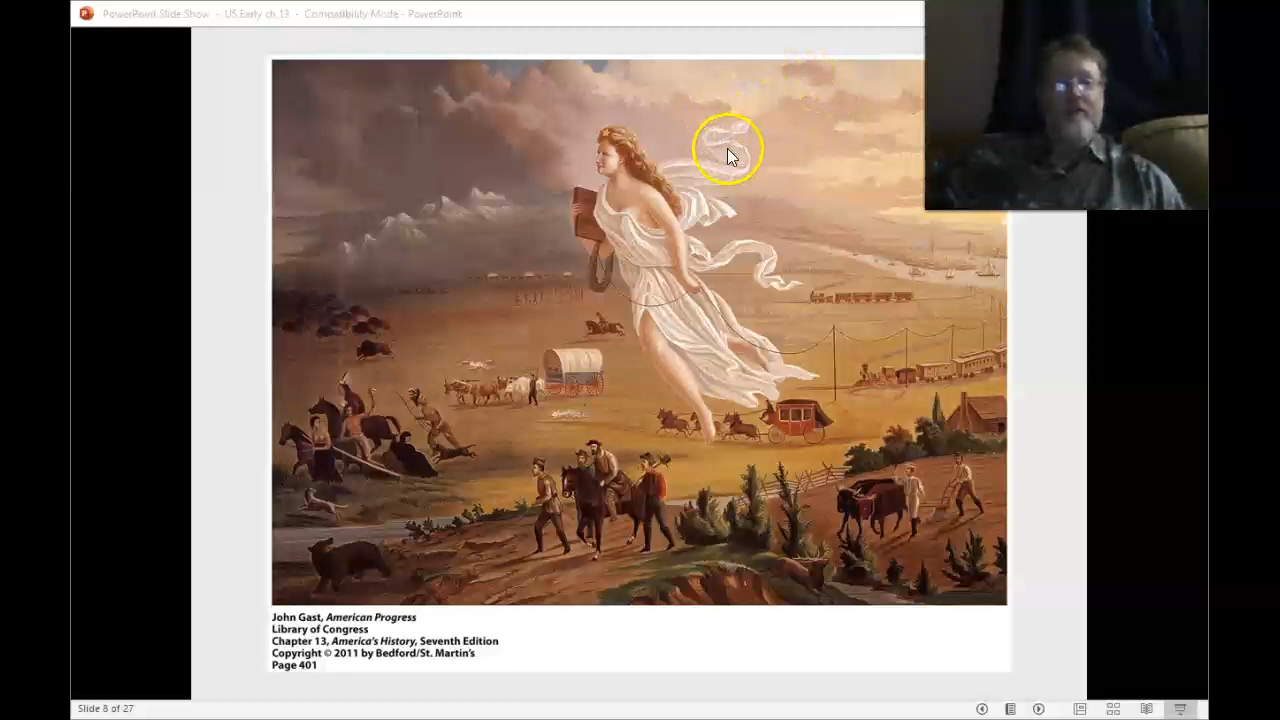 PowerPoint Slide Show - US Early ch.13 - Compatibility Mode - PowerPoint
John Gast, American Progress
Library of Congress
Chapter 13, America's History, Seventh Edition
Copyright © 2011 by Bedford/St. Martin's
Page 401
Slide 8 of 27